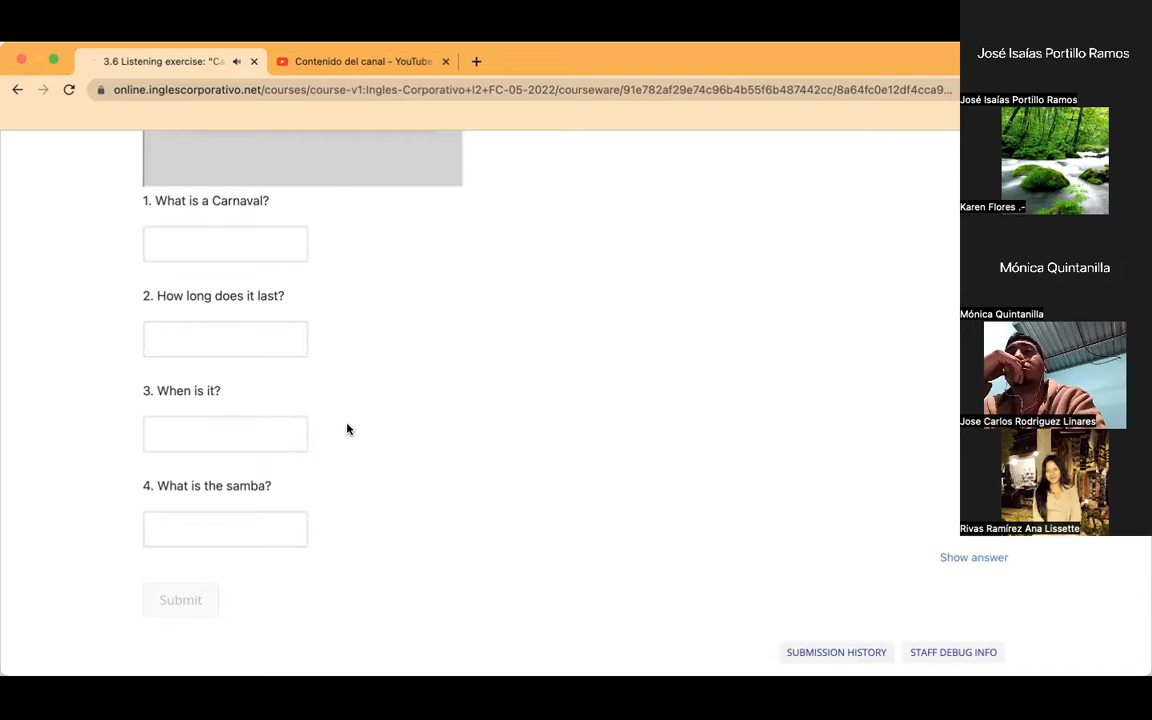 José Isaías Portillo Ramos
3.6 Listening exercise: "Ca
Contenido del canal - YouTube
online.inglescorporativo.net/courses/course-v1:Ingles-Corporativo+I2+FC-05-2022/courseware/91e782af29e74c96b4b55f6b487442cc/8a64fc0e12df4cca9...
José Isaías Portillo Ramos
Karen Flores .-
1. What is a Carnaval?
Mónica Quintanilla
2. How long does it last?
Mónica Quintanilla
3. When is it?
Jose Carlos Rodriguez Linares
4. What is the samba?
Rivas Ramírez Ana Lissette
Show answer
Submit
SUBMISSION HISTORY
STAFF DEBUG INFO